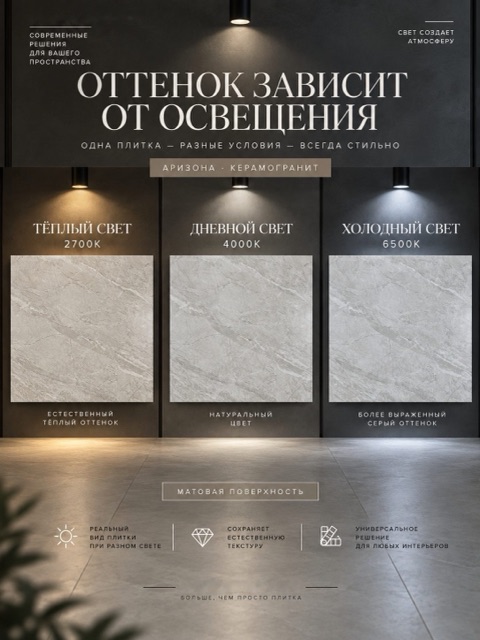 СОВРЕМЕННЫЕ
РЕШЕНИЯ
ДЛЯ ВАШЕГО
ПРОСТРАНСТВА
СВЕТ СОЗДАЕТ
АТМОСФЕРУ
ОТТЕНОК ЗАВИСИТ
ОТ ОСВЕЩЕНИЯ
ОДНА ПЛИТКА – РАЗНЫЕ УСЛОВИЯ – ВСЕГДА СТИЛЬНО
АРИЗОНА - КЕРАМОГРАНИТ
ТЁПЛЫЙ СВЕТ
2700K
ДНЕВНОЙ СВЕТ
4000K
ХОЛОДНЫЙ СВЕТ
6500K
ЕСТЕСТВЕННЫЙ
ТЁПЛЫЙ ОТТЕНОК
НАТУРАЛЬНЫЙ
ЦВЕТ
БОЛЕЕ ВЫРАЖЕННЫЙ
СЕРЫЙ ОТТЕНОК
МАТОВАЯ ПОВЕРХНОСТЬ
РЕАЛЬНЫЙ
ВИД ПЛИТКИ
ПРИ РАЗНОМ СВЕТЕ
СОХРАНЯЕТ
ЕСТЕСТВЕННУЮ
ТЕКСТУРУ
УНИВЕРСАЛЬНОЕ
РЕШЕНИЕ
ДЛЯ ЛЮБЫХ ИНТЕРЬЕРОВ
БОЛЬШЕ, ЧЕМ ПРОСТО ПЛИТКА